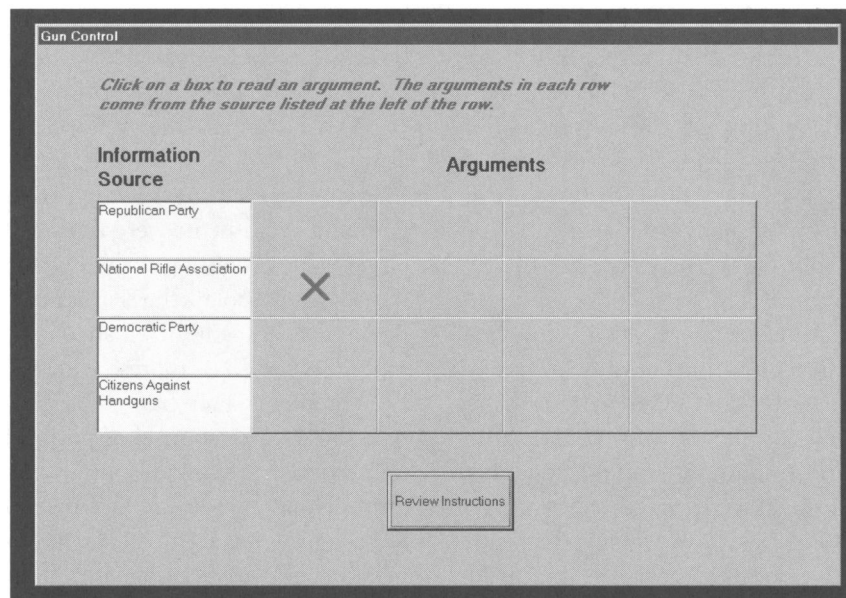 Gun Control
Click on a box to read an argument. The arguments in each row
come from the source listed at the left of the row.
Information
Source
Arguments
Republican Party
National Rifle Association
Democratic Party
Citizens Against
Handguns
Review Instructions